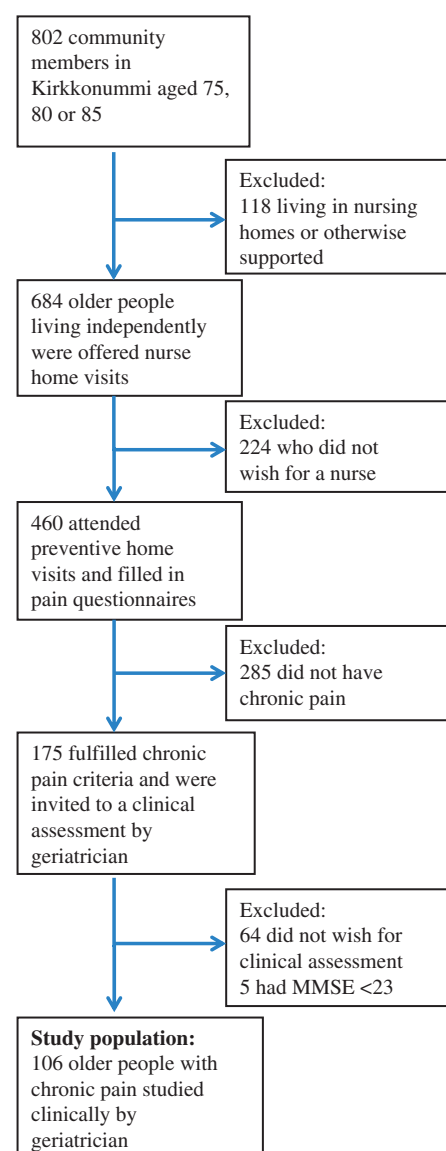 802 community
members in
Kirkkonummi aged 75,
80 or 85
Excluded:
118 living in nursing
homes or otherwise
supported
684 older people
living independently
were offered nurse
home visits
Excluded:
224 who did not
wish for a nurse
460 attended
preventive home
visits and filled in
pain questionnaires
Excluded:
285 did not have
chronic pain
175 fulfilled chronic
pain criteria and were
invited to a clinical
assessment by
geriatrician
Excluded:
64 did not wish for
clinical assessment
5 had MMSE <23
Study population:
106 older people with
chronic pain studied
clinically by
geriatrician